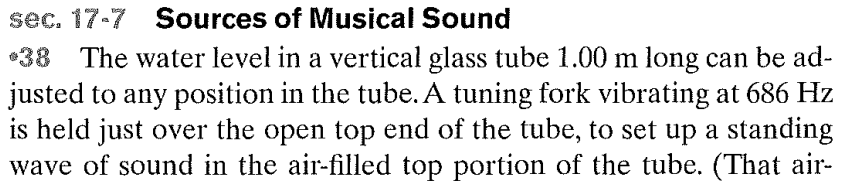 sec. 17-7 Sources of Musical Sound
•38 The water level in a vertical glass tube 1.00 m long can be ad-
justed to any position in the tube. A tuning fork vibrating at 686 Hz
is held just over the open top end of the tube, to set up a standing
wave of sound in the air-filled top portion of the tube. (That air-